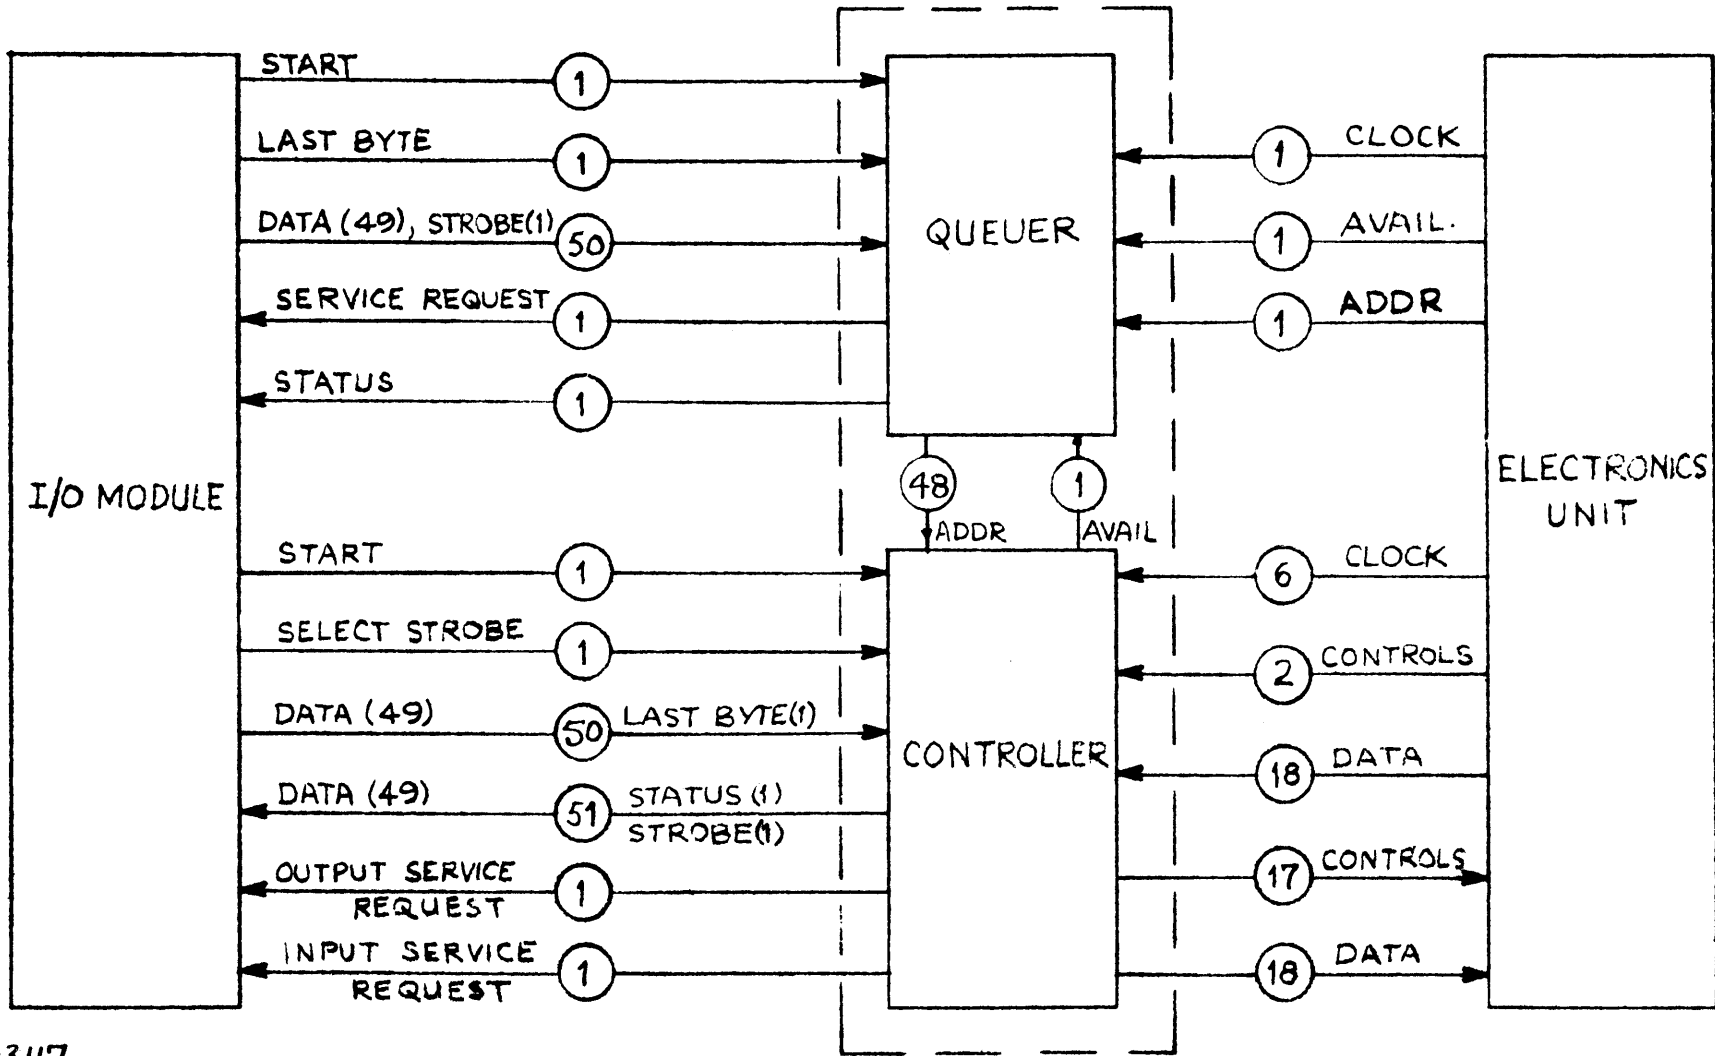 START
1
LAST BYTE
1
DATA (49), STROBE(1)
50
SERVICE REQUEST
1
STATUS
1
I/O MODULE
START
1
SELECT STROBE
1
DATA (49)
50
LAST BYTE(1)
DATA (49)
51
STATUS (1)
STROBE(1)
OUTPUT SERVICE
REQUEST
1
INPUT SERVICE
REQUEST
1
QUEUER
48
ADDR
1
AVAIL
CONTROLLER
1
CLOCK
1
AVAIL.
1
ADDR
6
CLOCK
2
CONTROLS
18
DATA
17
CONTROLS
18
DATA
ELECTRONICS
UNIT